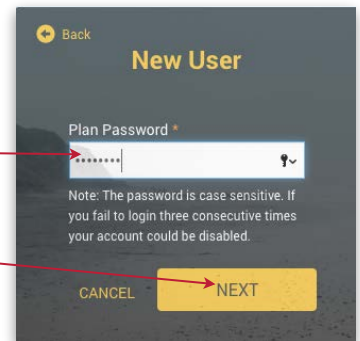 Back
New User
Plan Password *
••••••••
Note: The password is case sensitive. If
you fail to login three consecutive times
your account could be disabled.
CANCEL NEXT